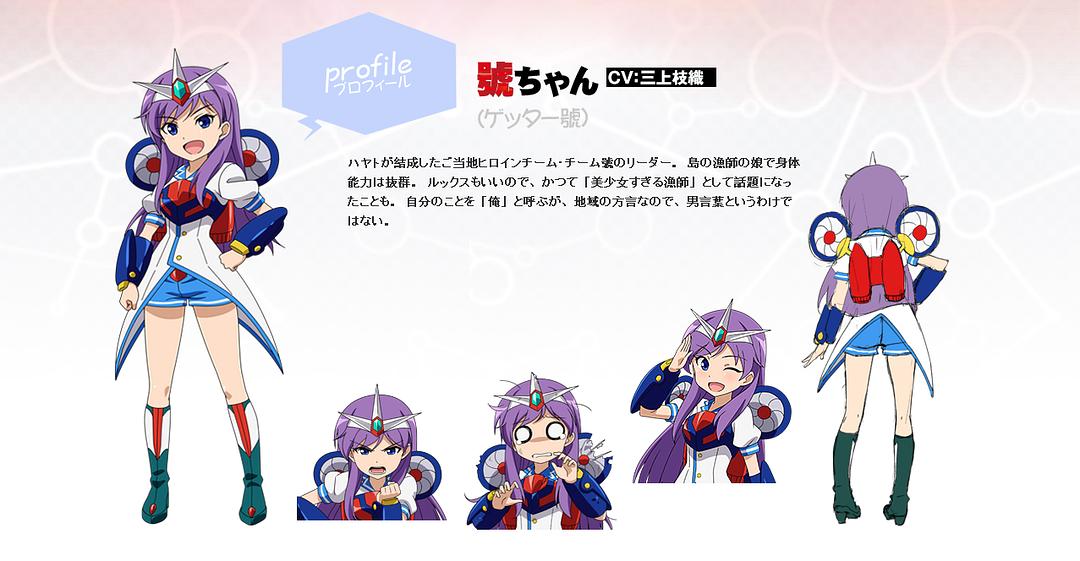 profile
プロフィール
號ちゃん CV:三上枝織
(ゲッター號)
ハヤトが結成したご当地ヒロインチーム・チーム號のリーダー。 島の漁師の娘で身体
能力は抜群。 ルックスもいいので、かつて「美少女すぎる漁師」として話題になっ
たことも。 自分のことを「俺」と呼ぶが、地域の方言なので、男言葉というわけで
はない。